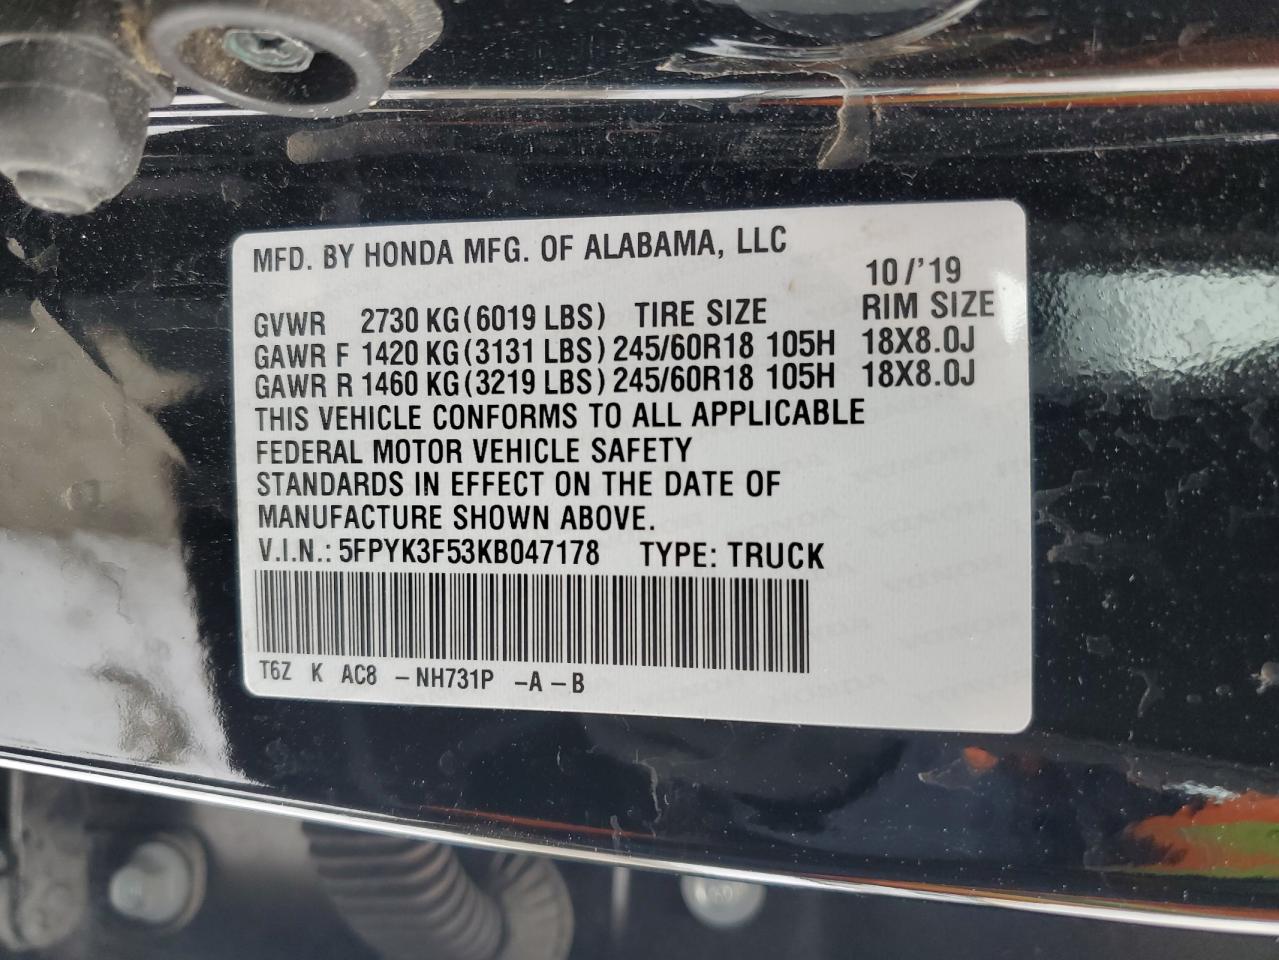 MFD. BY HONDA MFG. OF ALABAMA, LLC
10/'19
GVWR 2730 KG(6019 LBS) TIRE SIZE RIM SIZE
GAWR F 1420 KG(3131 LBS) 245/60R18 105H 18X8.0J
GAWR R 1460 KG(3219 LBS) 245/60R18 105H 18X8.0J
THIS VEHICLE CONFORMS TO ALL APPLICABLE
FEDERAL MOTOR VEHICLE SAFETY
STANDARDS IN EFFECT ON THE DATE OF
MANUFACTURE SHOWN ABOVE.
V.I.N.: 5FPYK3F53KB047178 TYPE: TRUCK
T6Z K AC8 -NH731P -A-B